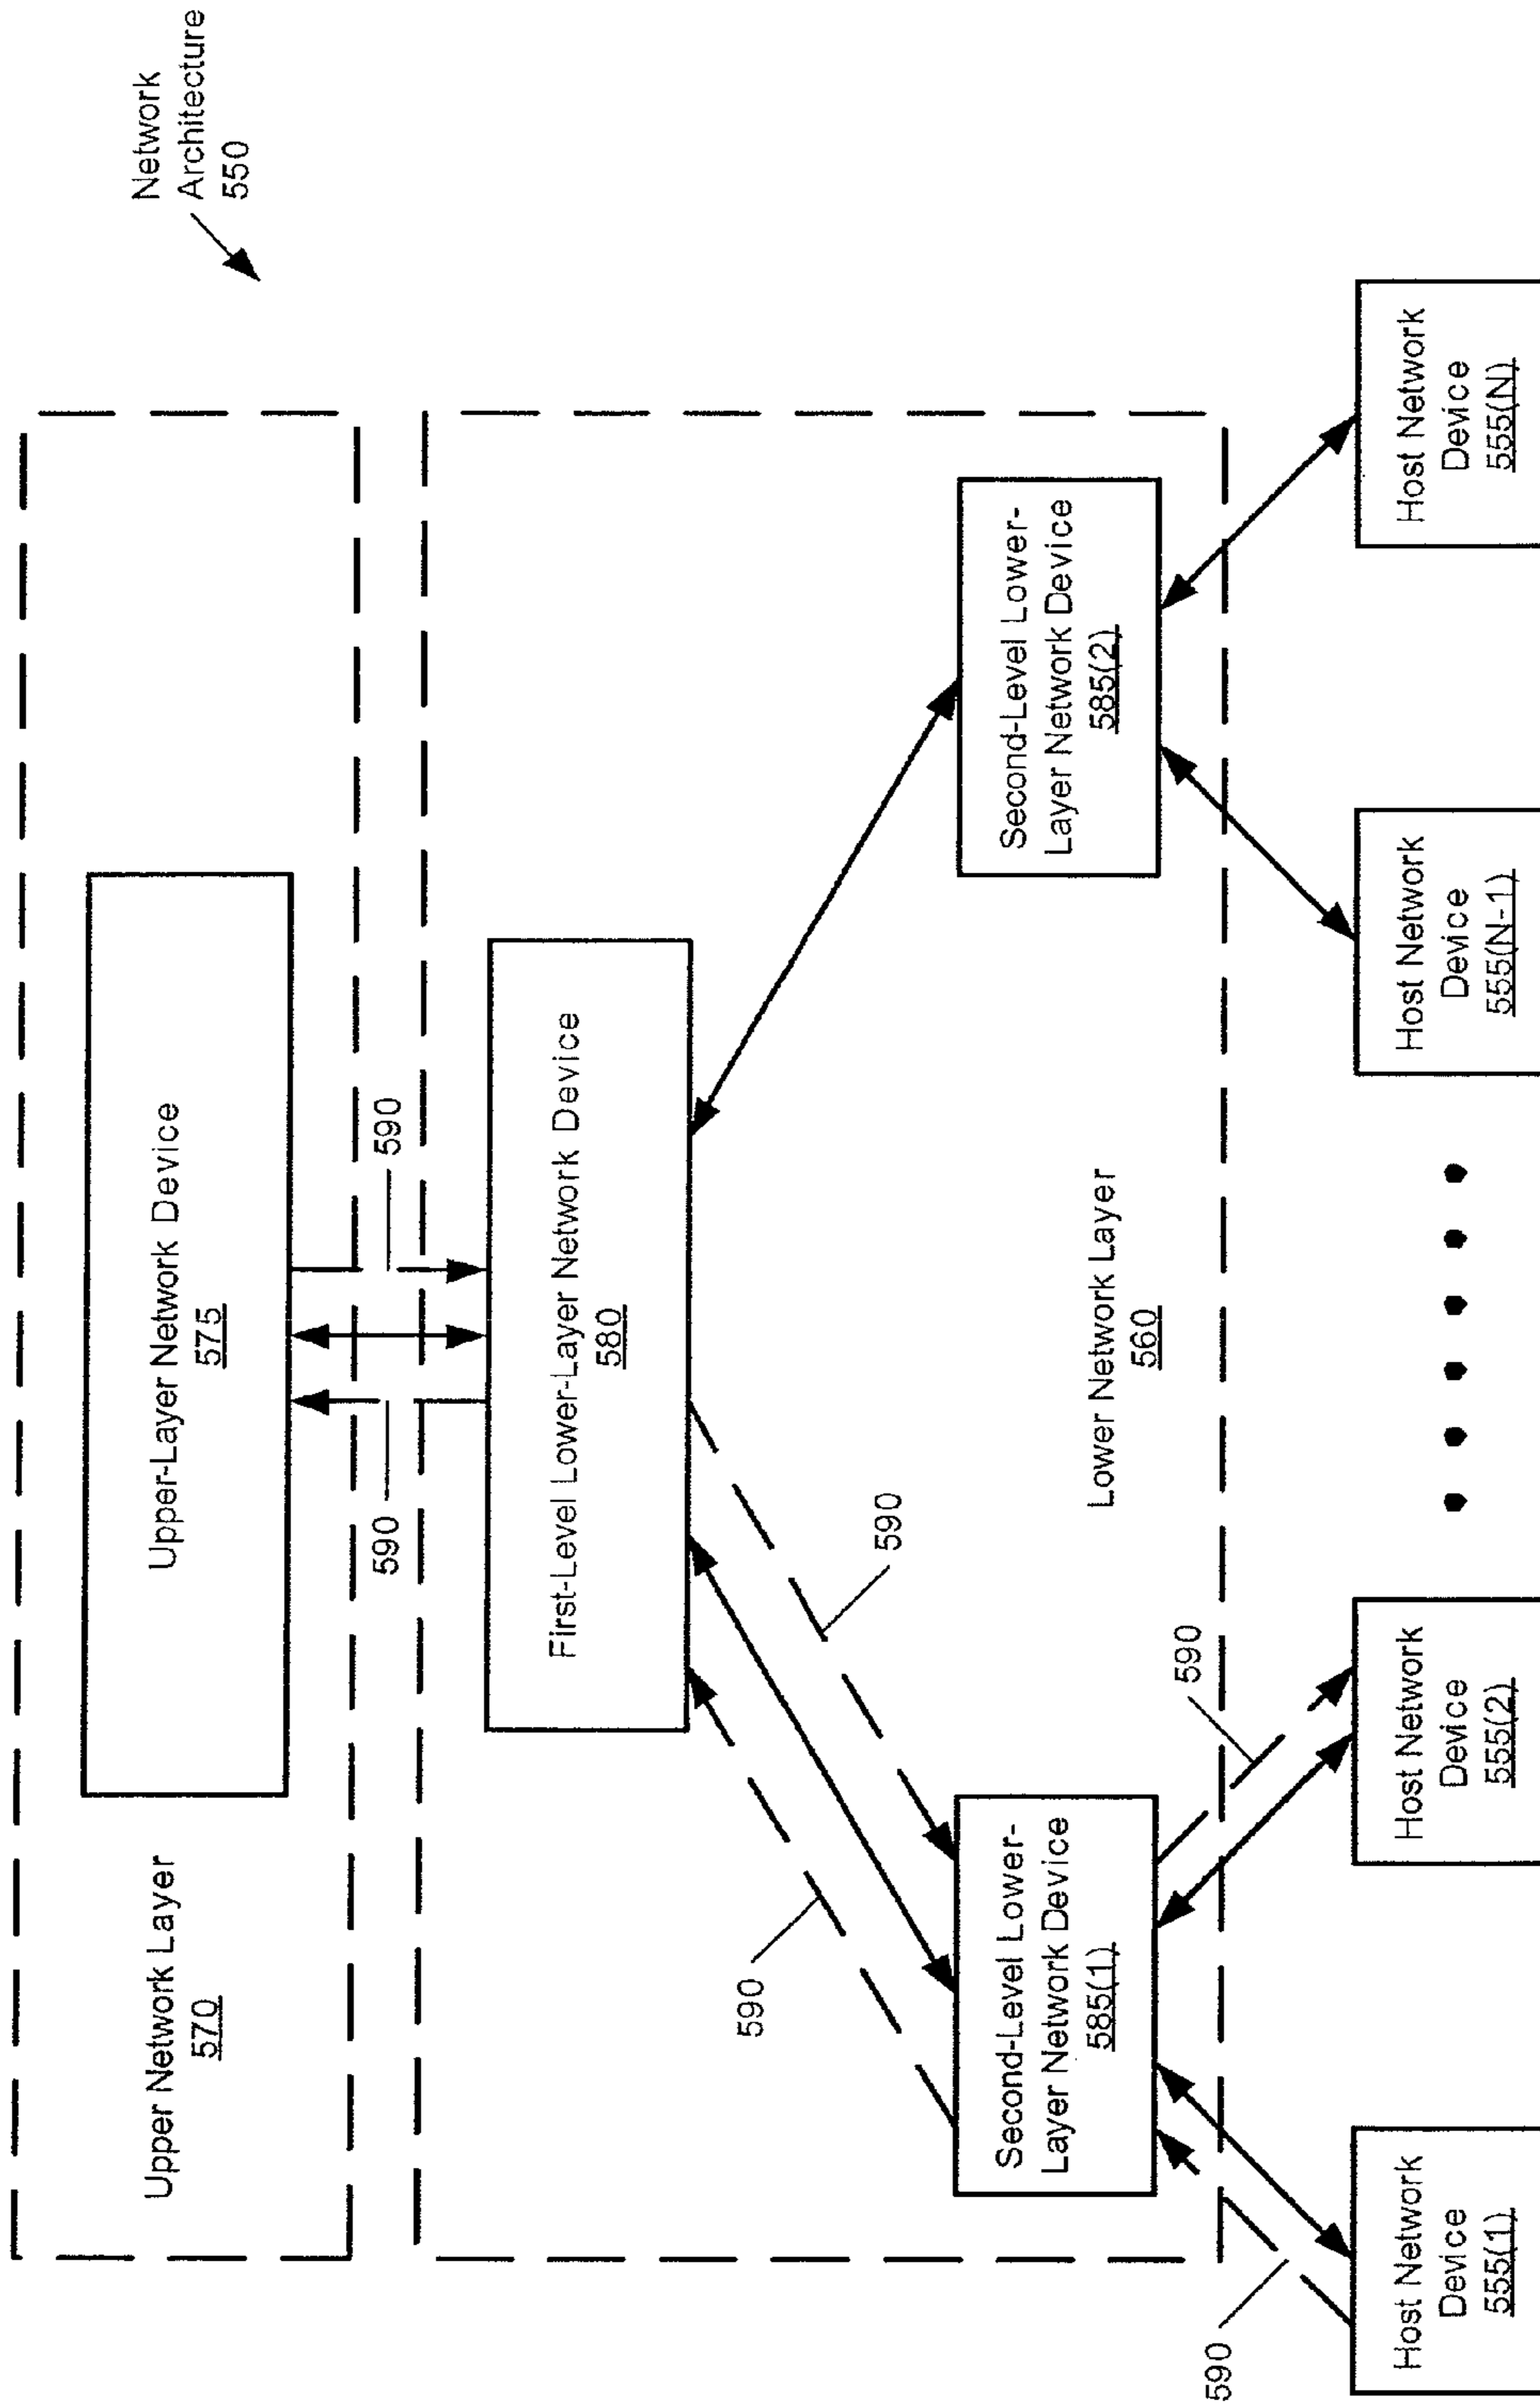 Network
Architecture
550
Upper Network Layer
570
Upper-Layer Network Device
575
590
590
First-Level Lower-Layer Network Device
580
590
590
Second-Level Lower-
Layer Network Device
585(1)
Second-Level Lower-
Layer Network Device
585(2)
Lower Network Layer
560
590
590
Host Network
Device
555(1)
Host Network
Device
555(2)
Host Network
Device
555(N-1)
Host Network
Device
555(N)